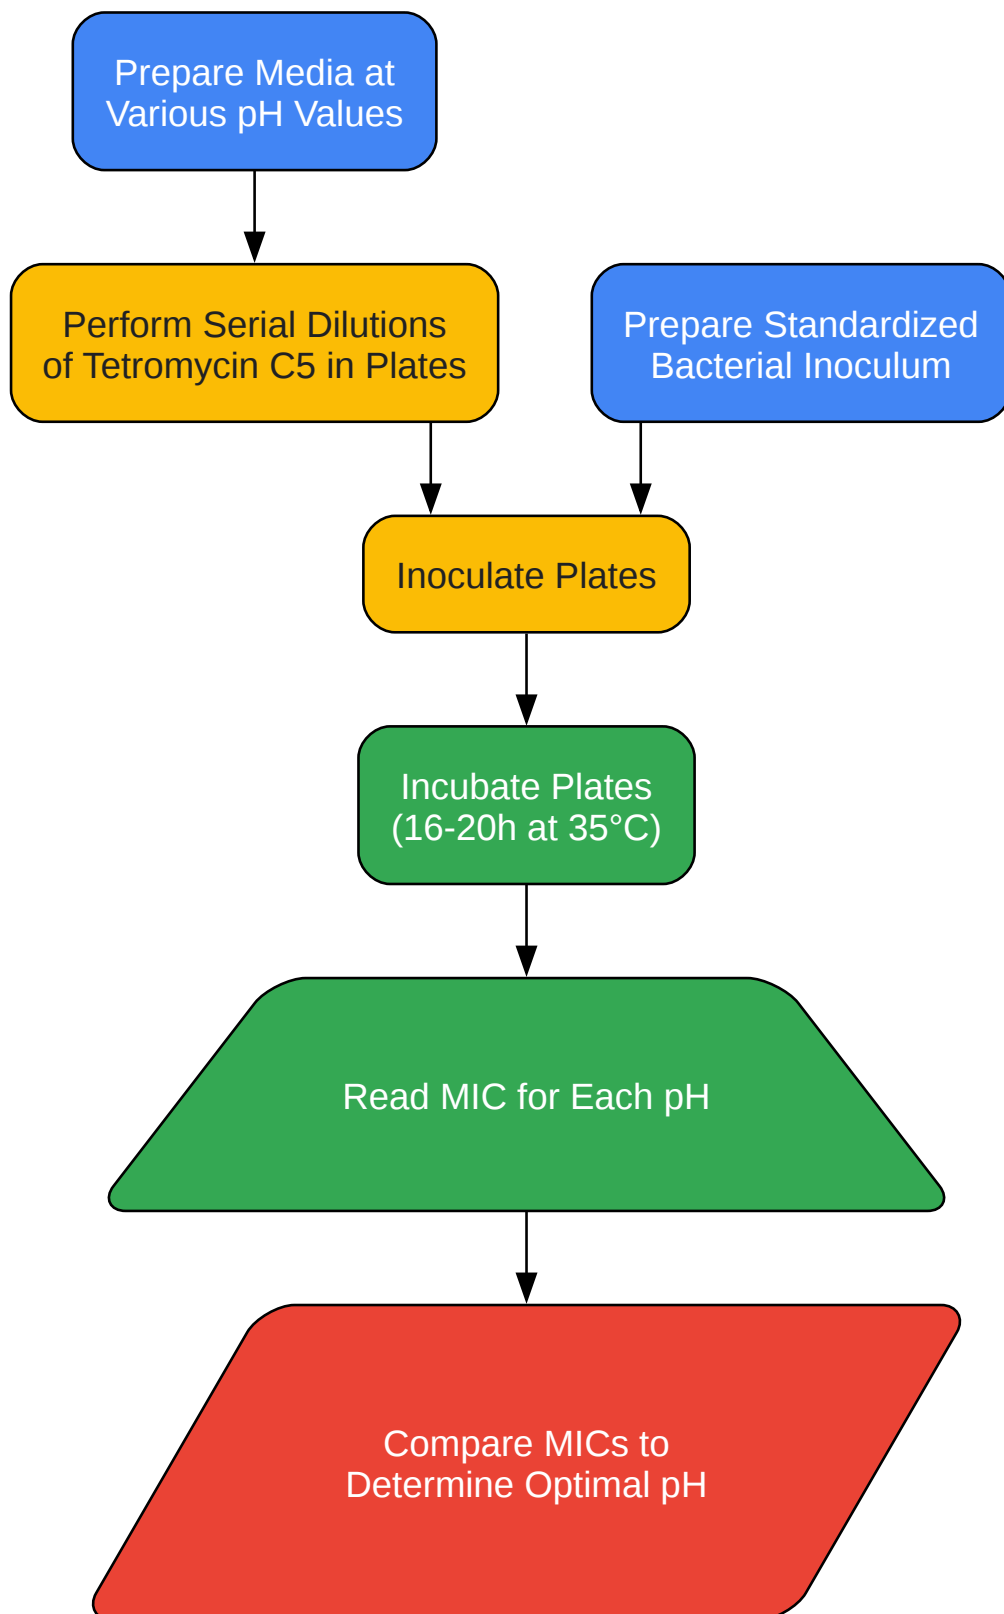 Prepare Media at
Various pH Values
Perform Serial Dilutions
of Tetromycin C5 in Plates
Prepare Standardized
Bacterial Inoculum
Inoculate Plates
Incubate Plates
(16-20h at 35°C)
Read MIC for Each pH
Compare MICs to
Determine Optimal pH